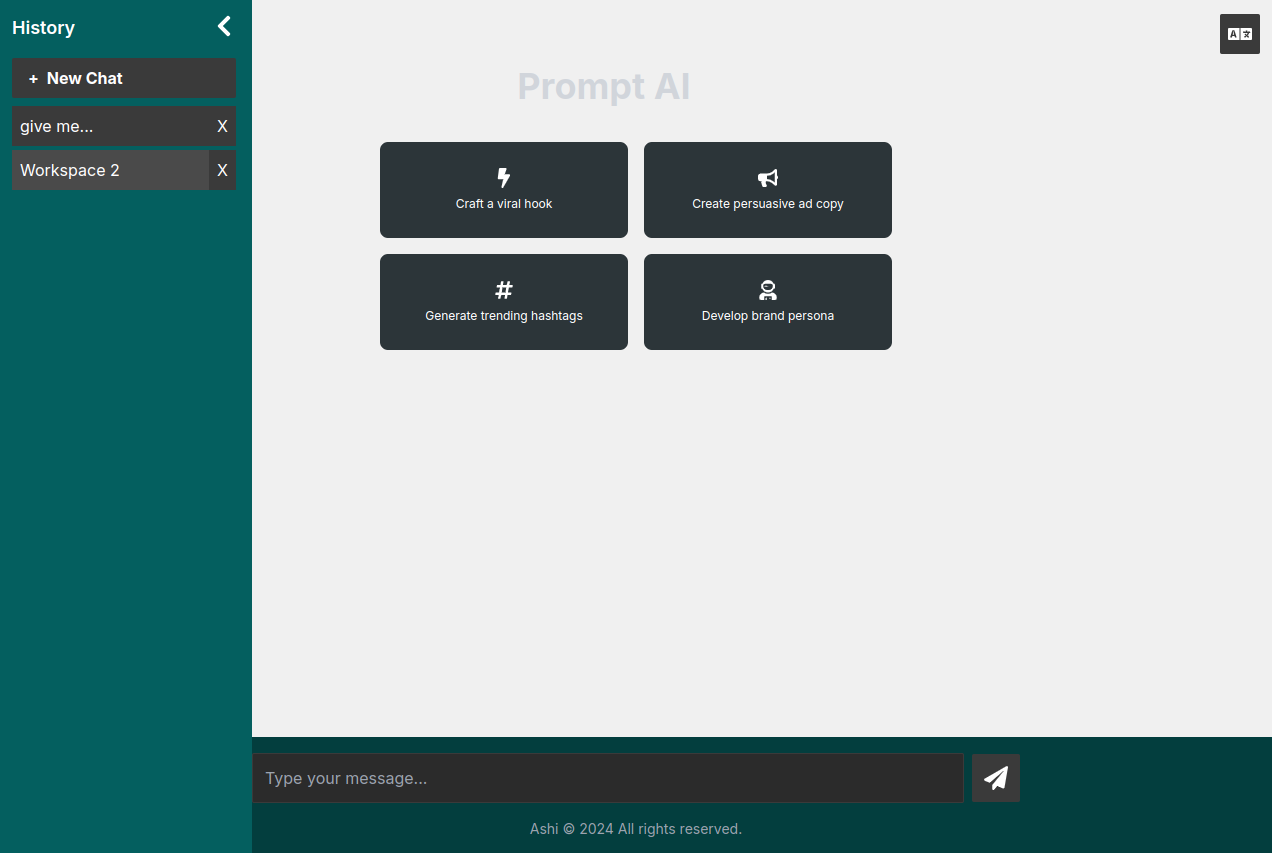 History
+ New Chat
give me...
X
Workspace 2
X
A 文
Prompt AI
Craft a viral hook
Create persuasive ad copy
# 
Generate trending hashtags
Develop brand persona
Type your message...
Ashi © 2024 All rights reserved.